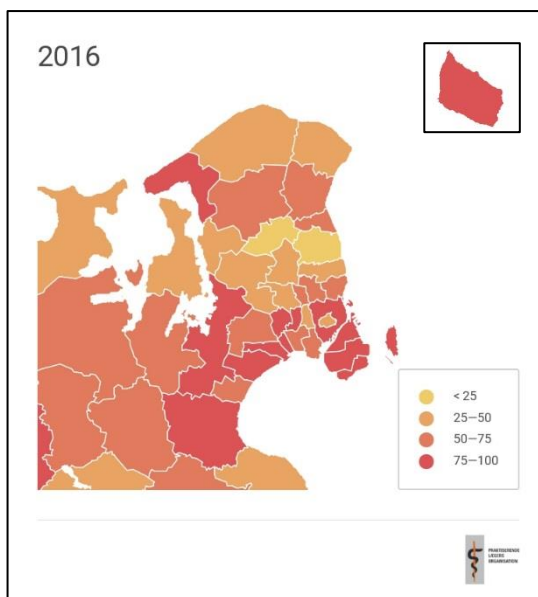 2016
< 25
25—50
50—75
75—100
PRAKTISERENDE
LÆGERS
ORGANISATION